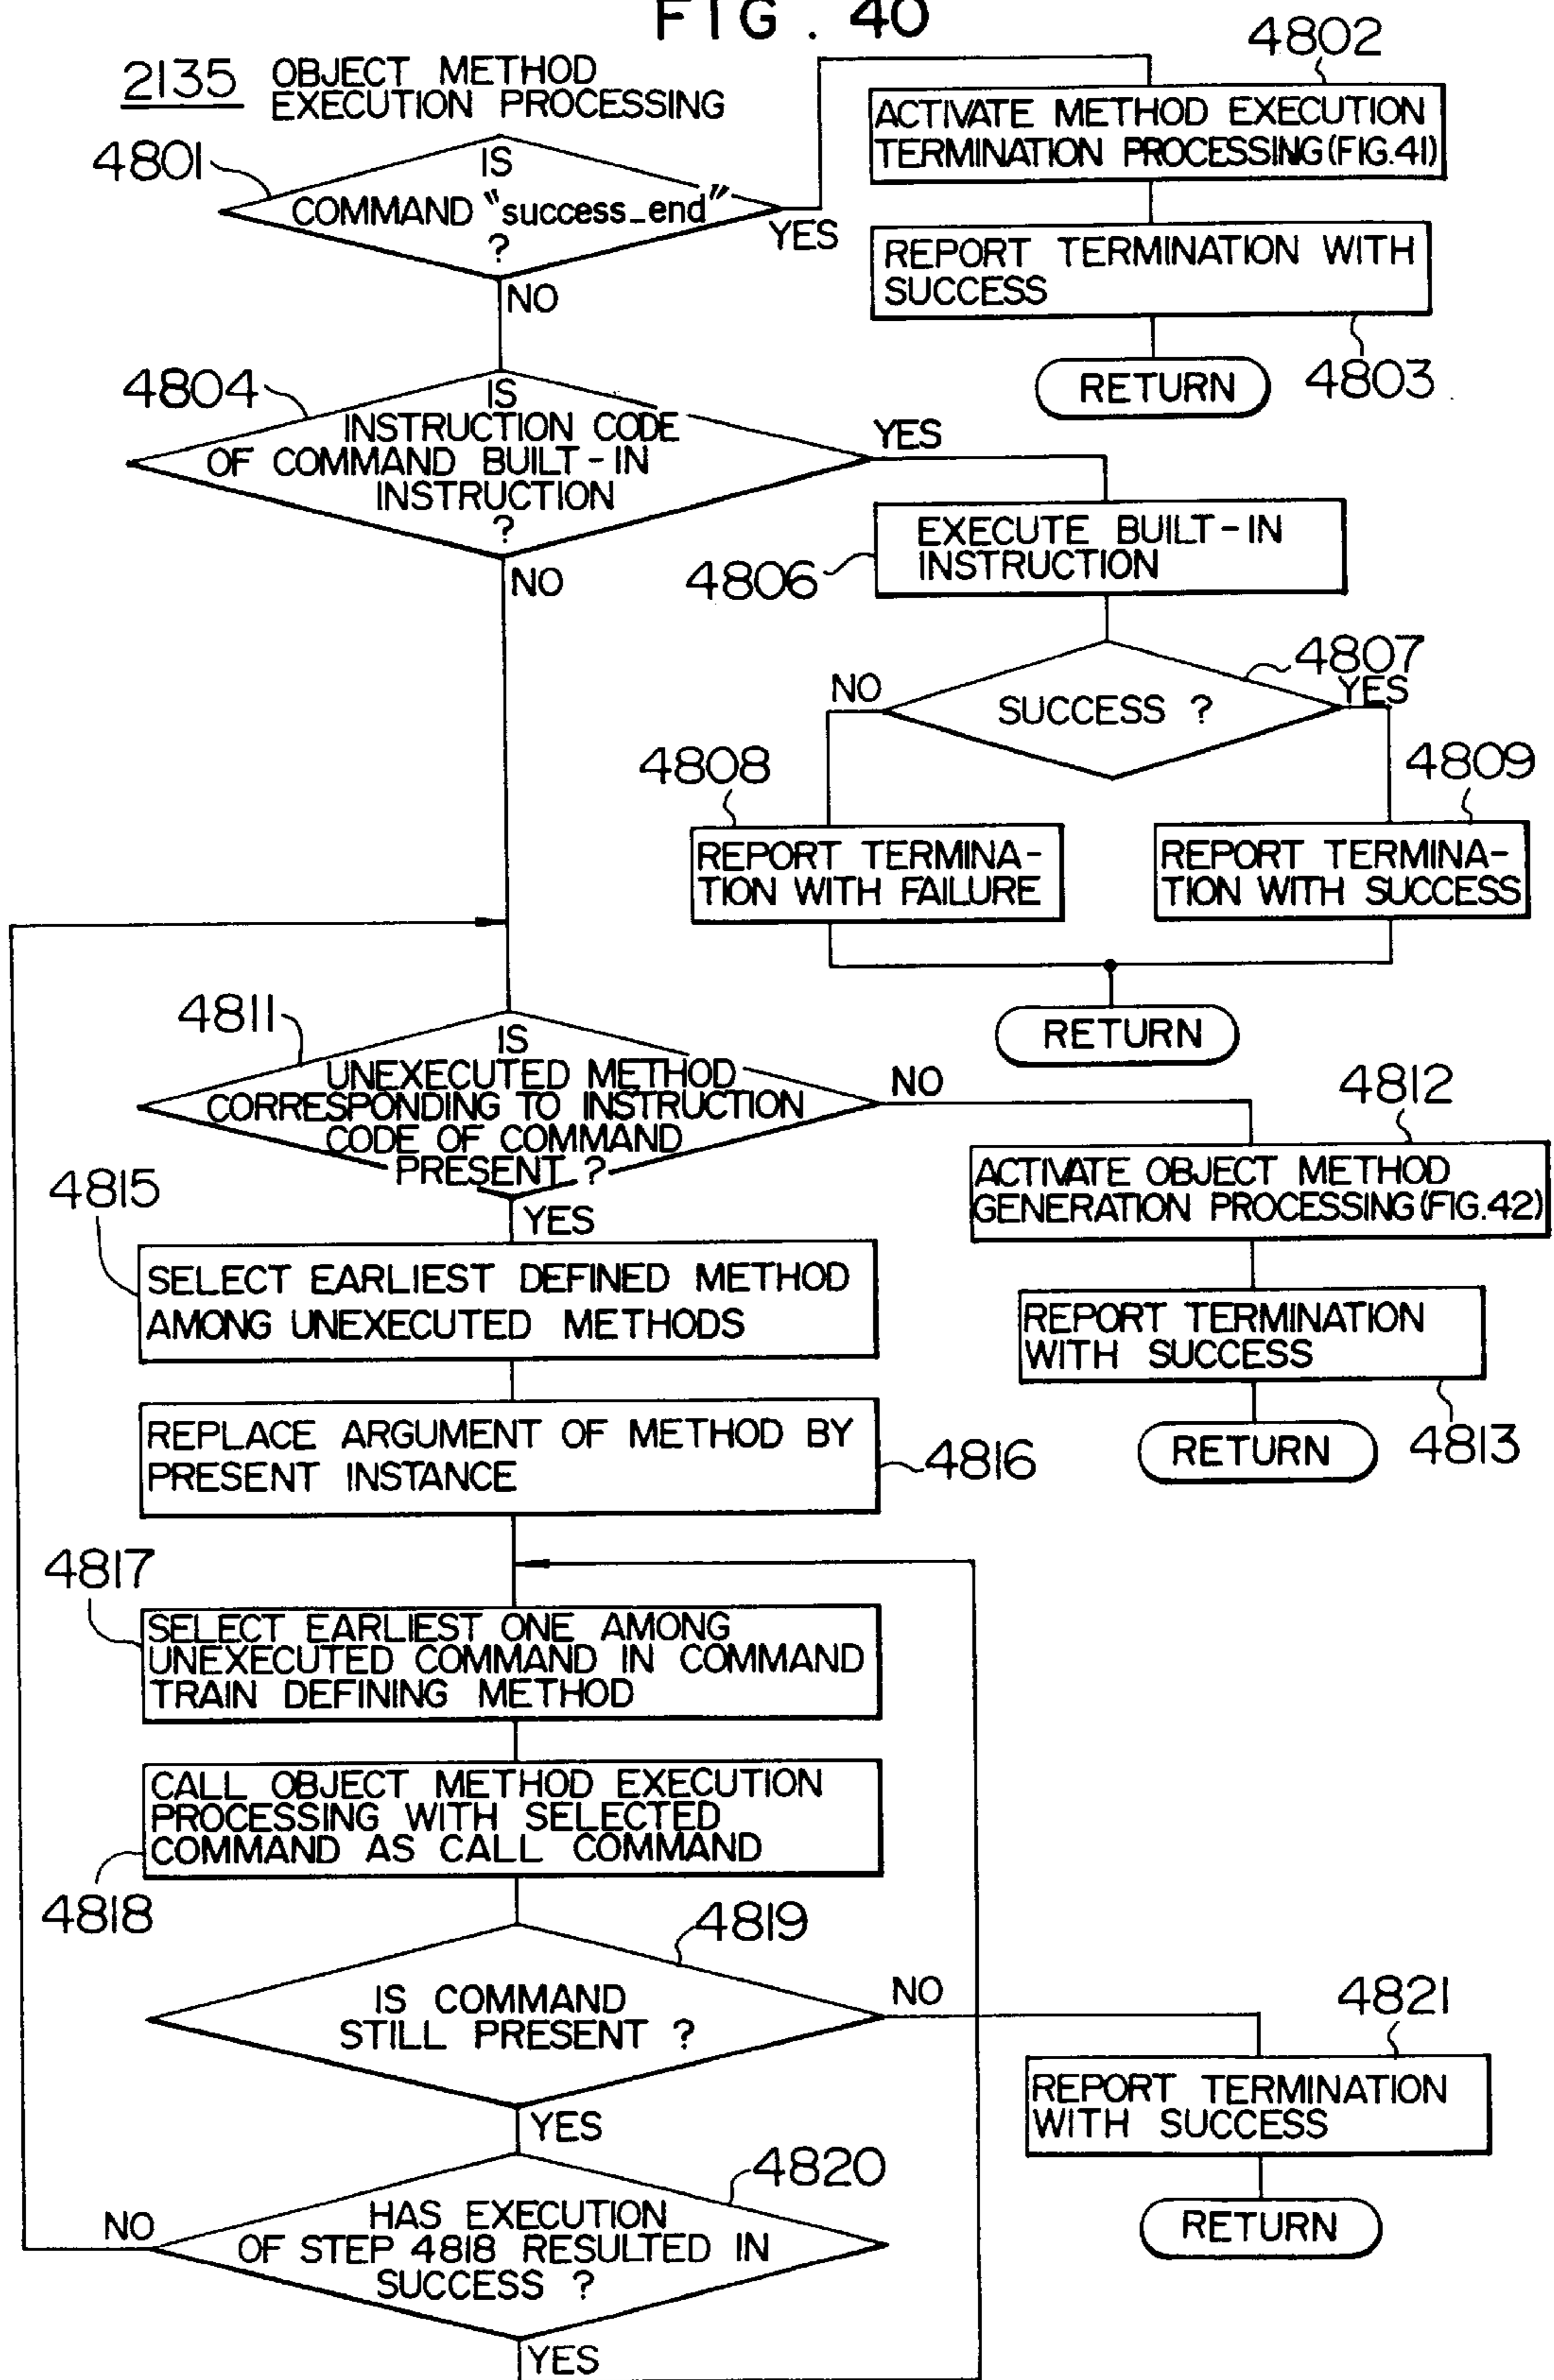 FIG. 40
2135 OBJECT METHOD
EXECUTION PROCESSING
4801
IS
COMMAND "success_end"
?
YES
NO
4802
ACTIVATE METHOD EXECUTION
TERMINATION PROCESSING(FIG.41)
REPORT TERMINATION WITH
SUCCESS
4803
RETURN
4804
IS
INSTRUCTION CODE
OF COMMAND BUILT-IN
INSTRUCTION
?
YES
NO
EXECUTE BUILT-IN
INSTRUCTION
4806
4807
SUCCESS ?
NO
YES
4808
REPORT TERMINA-
TION WITH FAILURE
4809
REPORT TERMINA-
TION WITH SUCCESS
RETURN
4811
IS
UNEXECUTED METHOD
CORRESPONDING TO INSTRUCTION
CODE OF COMMAND
PRESENT ?
NO
YES
4812
ACTIVATE OBJECT METHOD
GENERATION PROCESSING(FIG.42)
REPORT TERMINATION
WITH SUCCESS
4813
RETURN
4815
SELECT EARLIEST DEFINED METHOD
AMONG UNEXECUTED METHODS
REPLACE ARGUMENT OF METHOD BY
PRESENT INSTANCE
4816
4817
SELECT EARLIEST ONE AMONG
UNEXECUTED COMMAND IN COMMAND
TRAIN DEFINING METHOD
CALL OBJECT METHOD EXECUTION
PROCESSING WITH SELECTED
COMMAND AS CALL COMMAND
4818
4819
IS COMMAND
STILL PRESENT ?
NO
YES
4821
REPORT TERMINATION
WITH SUCCESS
RETURN
4820
HAS EXECUTION
OF STEP 4818 RESULTED IN
SUCCESS ?
NO
YES